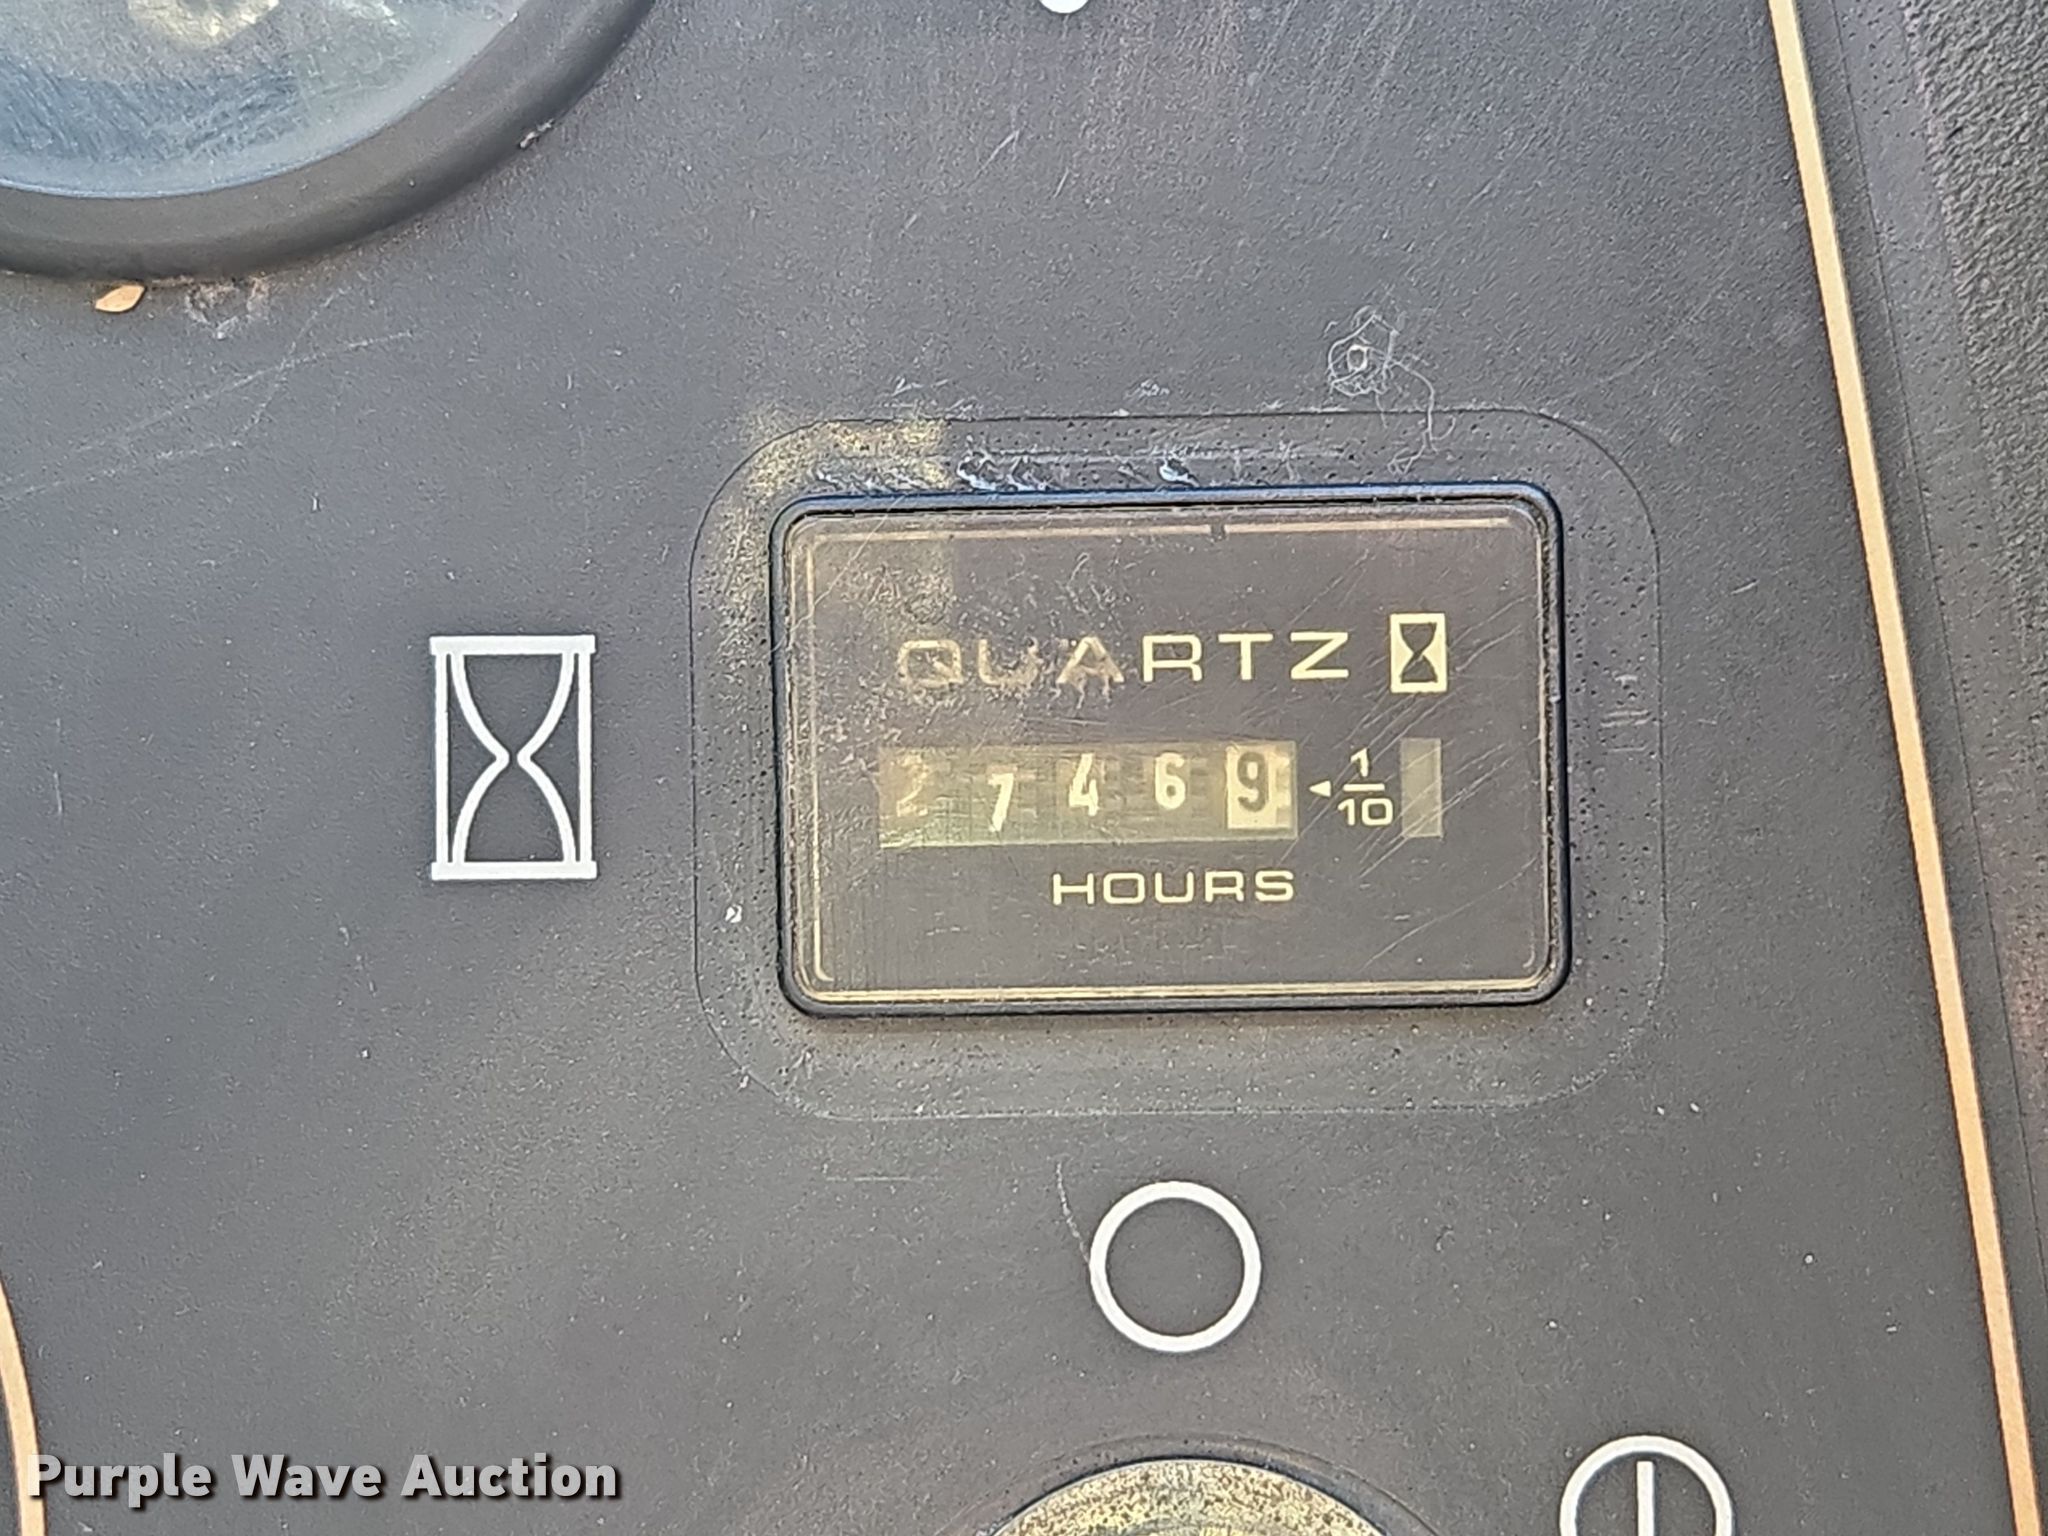 QUARTZ
27469 ◄ 1/10
HOURS
Purple Wave Auction